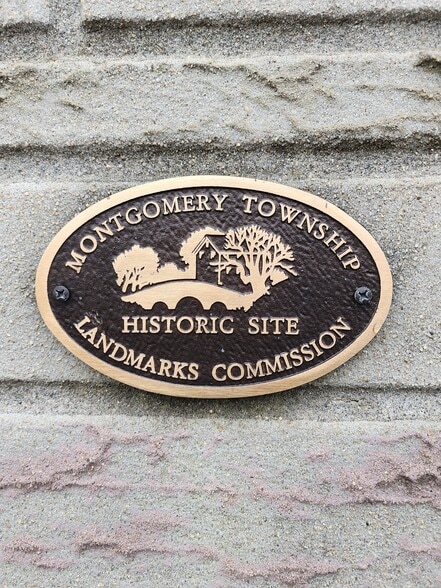 MONTGOMERY TOWNSHIP
HISTORIC SITE
LANDMARKS COMMISSION